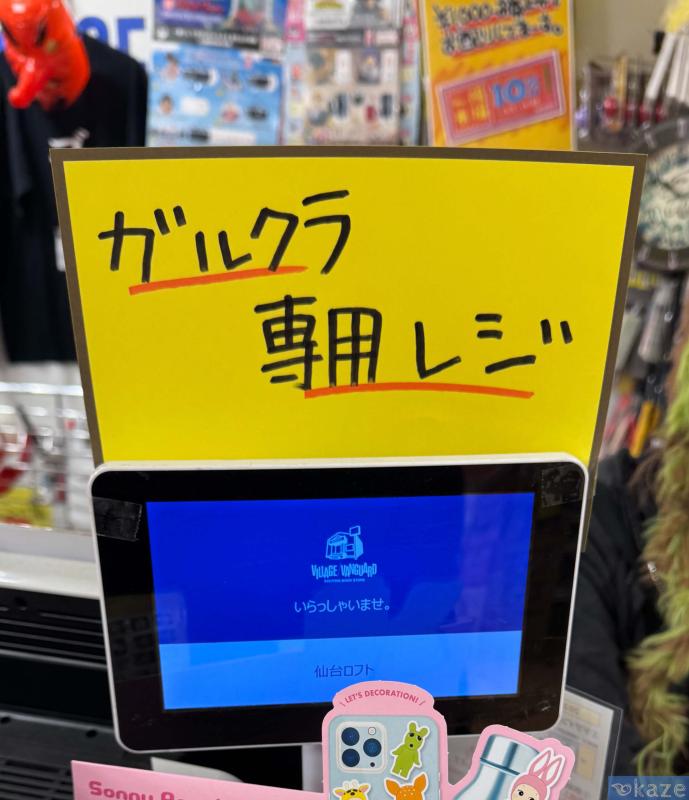 ガルクラ
専用レジ
VILLAGE VANGUARD
いらっしゃいませ。
仙台ロフト
LET'S DECORATION!
Sonny
kaze